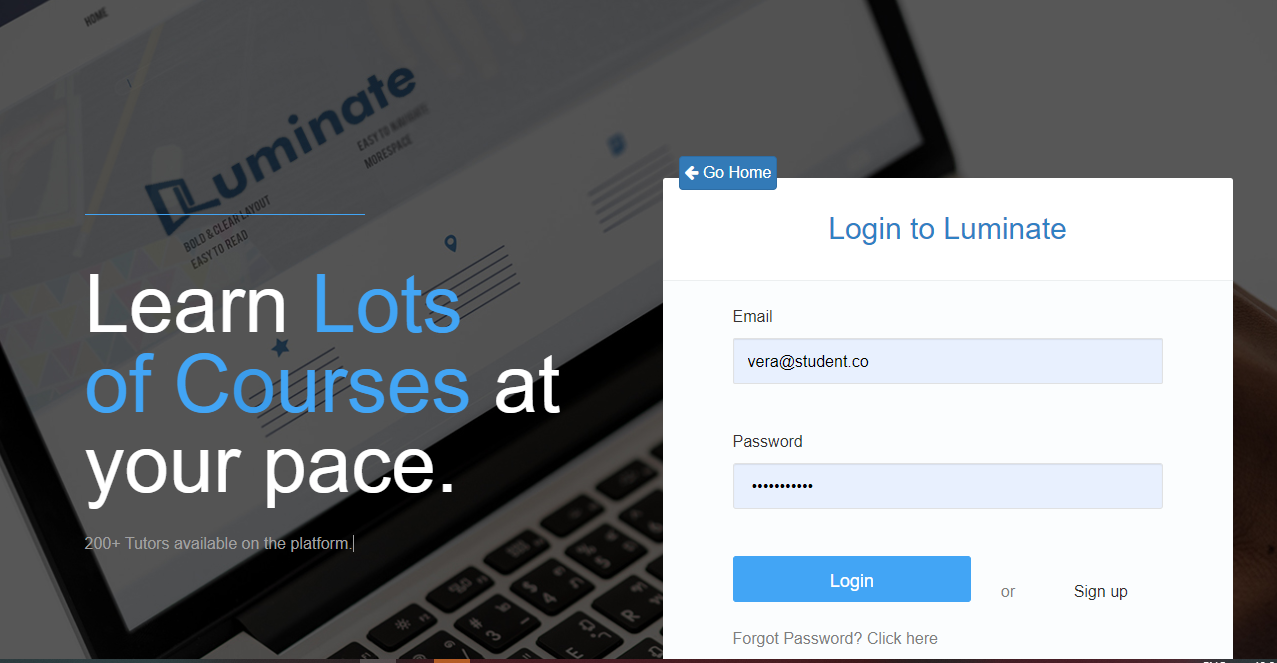 HOME
Luminate
EASY TO NAVIGATE
MORESPACE
BOLD & CLEAR LAYOUT
EASY TO READ
Learn Lots
of Courses at
your pace.
200+ Tutors available on the platform.
Go Home
Login to Luminate
Email
vera@student.co
Password
•••••••••••
Login or Sign up
Forgot Password? Click here